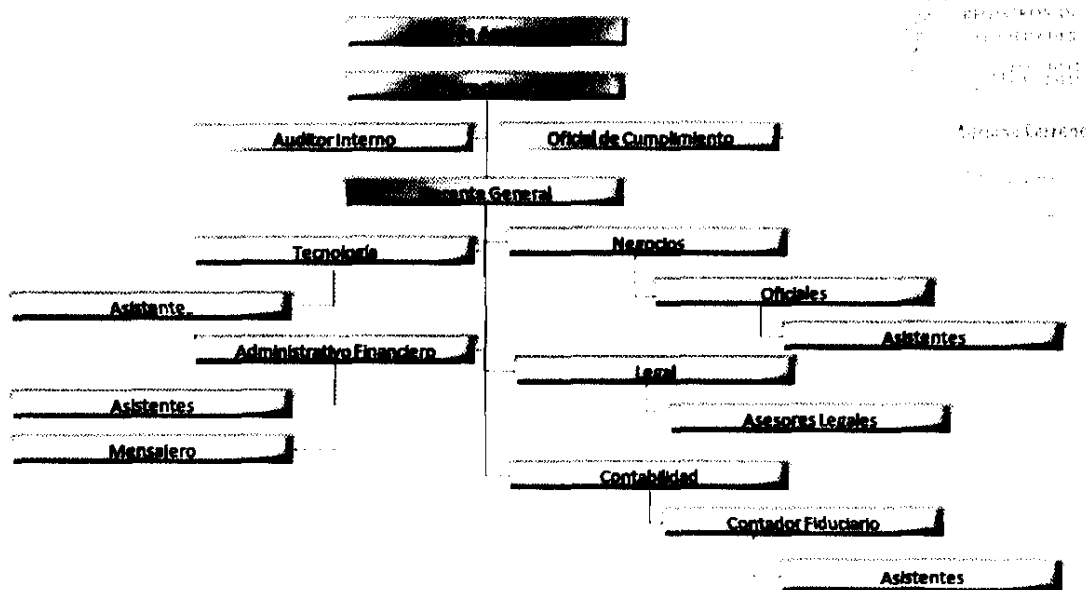 Auditor Interno
Oficial de Cumplimiento
General
Tecnología
Negocios
Asistente
Oficiales
Asistentes
Administrativo Financiero
Legal
Asistentes
Asesores Legales
Mensajero
Contabilidad
Contador Fiduciario
Asistentes